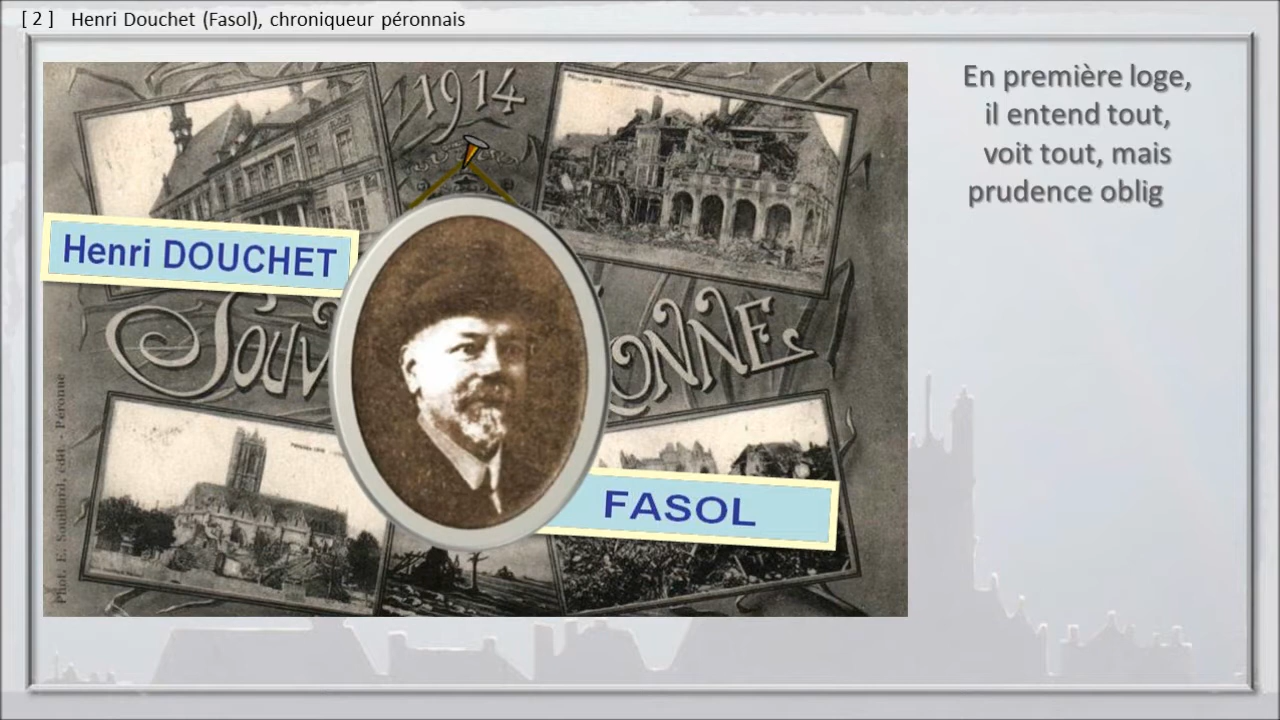 [ 2 ] Henri Douchet (Fasol), chroniqueur péronnais
1914
En première loge,
il entend tout,
voit tout, mais
prudence oblig
Henri DOUCHET
FASOL
Phot. E. Souillard, édit. - Péronne